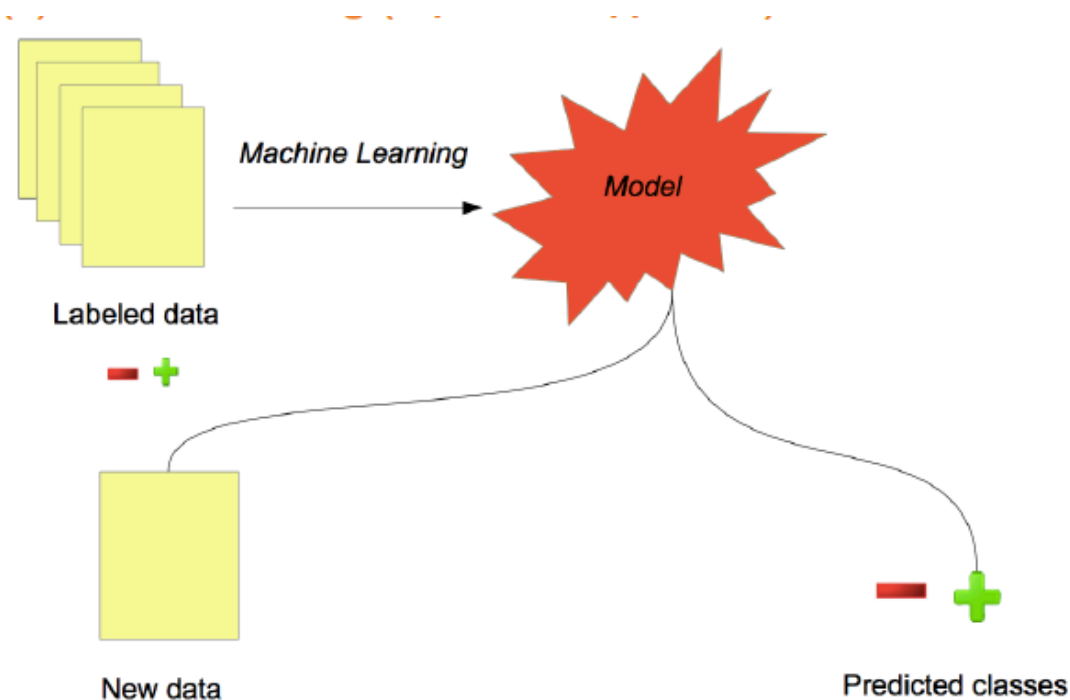 Machine Learning
Model
Labeled data
New data
Predicted classes